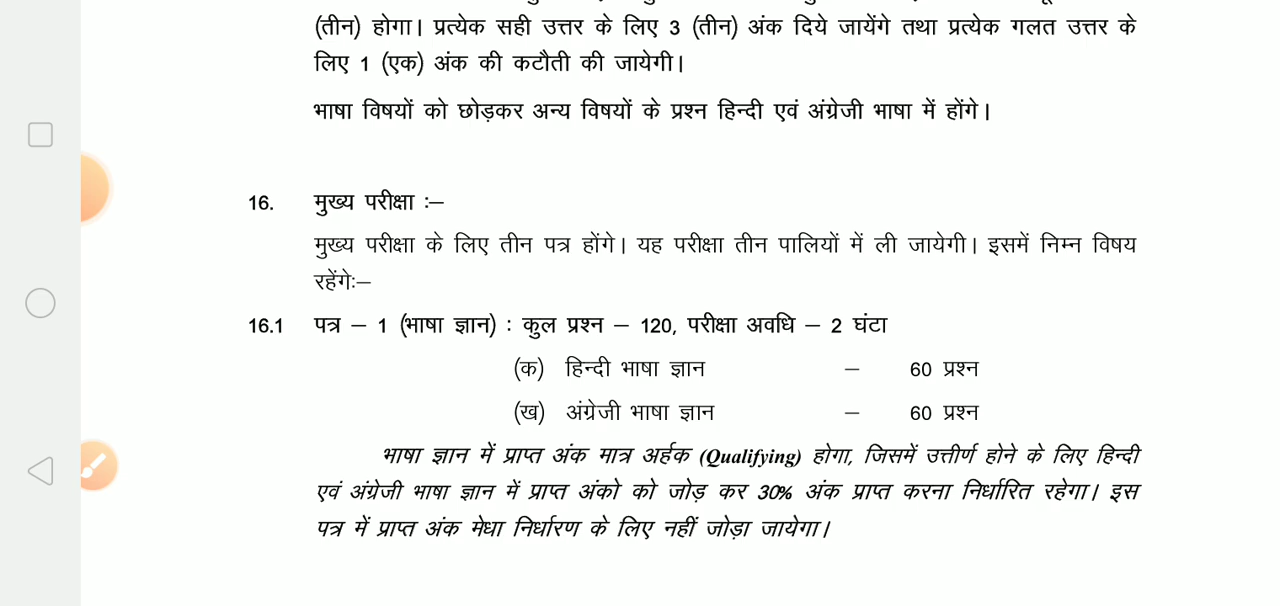 (तीन) होगा। प्रत्येक सही उत्तर के लिए 3 (तीन) अंक दिये जायेंगे तथा प्रत्येक गलत उत्तर के
लिए 1 (एक) अंक की कटौती की जायेगी।
भाषा विषयों को छोड़कर अन्य विषयों के प्रश्न हिन्दी एवं अंग्रेजी भाषा में होंगे।
16. मुख्य परीक्षा :–
मुख्य परीक्षा के लिए तीन पत्र होंगे। यह परीक्षा तीन पालियों में ली जायेगी। इसमें निम्न विषय
रहेंगे:–
16.1 पत्र – 1 (भाषा ज्ञान) : कुल प्रश्न – 120, परीक्षा अवधि – 2 घंटा
(क) हिन्दी भाषा ज्ञान – 60 प्रश्न
(ख) अंग्रेजी भाषा ज्ञान – 60 प्रश्न
भाषा ज्ञान में प्राप्त अंक मात्र अर्हक (Qualifying) होगा, जिसमें उत्तीर्ण होने के लिए हिन्दी
एवं अंग्रेजी भाषा ज्ञान में प्राप्त अंको को जोड़ कर 30% अंक प्राप्त करना निर्धारित रहेगा। इस
पत्र में प्राप्त अंक मेधा निर्धारण के लिए नहीं जोड़ा जायेगा।